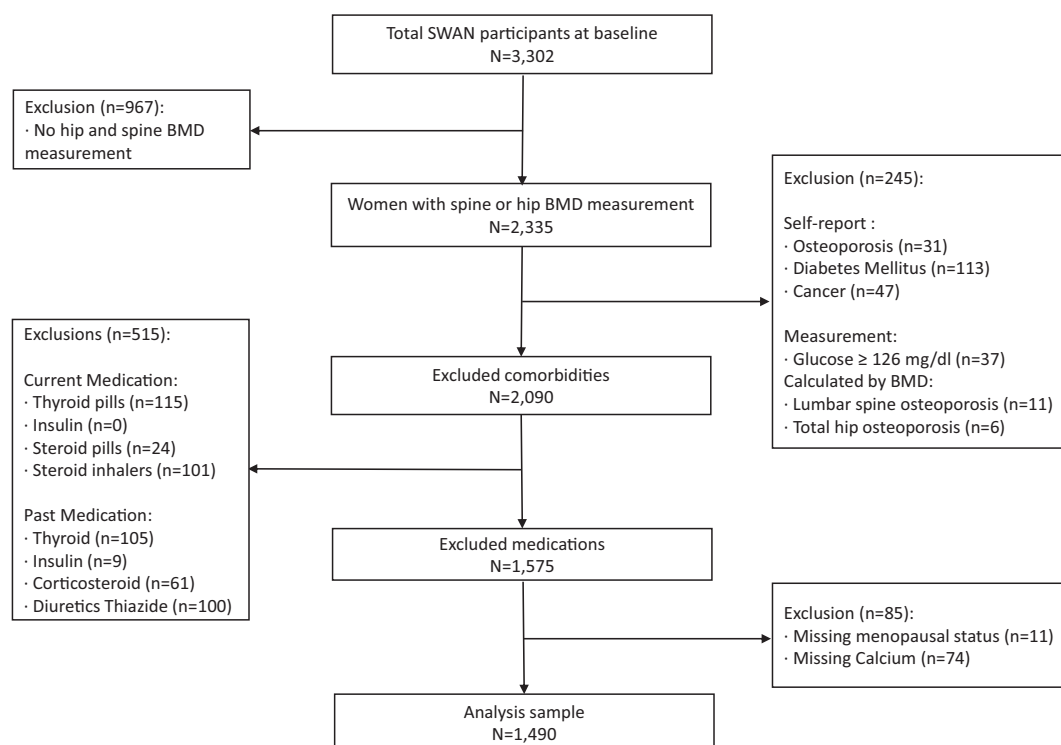 Total SWAN participants at baseline
N=3,302
Exclusion (n=967):
· No hip and spine BMD
measurement
Women with spine or hip BMD measurement
N=2,335
Exclusion (n=245):
Self-report :
· Osteoporosis (n=31)
· Diabetes Mellitus (n=113)
· Cancer (n=47)
Measurement:
· Glucose ≥ 126 mg/dl (n=37)
Calculated by BMD:
· Lumbar spine osteoporosis (n=11)
· Total hip osteoporosis (n=6)
Excluded comorbidities
N=2,090
Exclusions (n=515):
Current Medication:
· Thyroid pills (n=115)
· Insulin (n=0)
· Steroid pills (n=24)
· Steroid inhalers (n=101)
Past Medication:
· Thyroid (n=105)
· Insulin (n=9)
· Corticosteroid (n=61)
· Diuretics Thiazide (n=100)
Excluded medications
N=1,575
Exclusion (n=85):
· Missing menopausal status (n=11)
· Missing Calcium (n=74)
Analysis sample
N=1,490